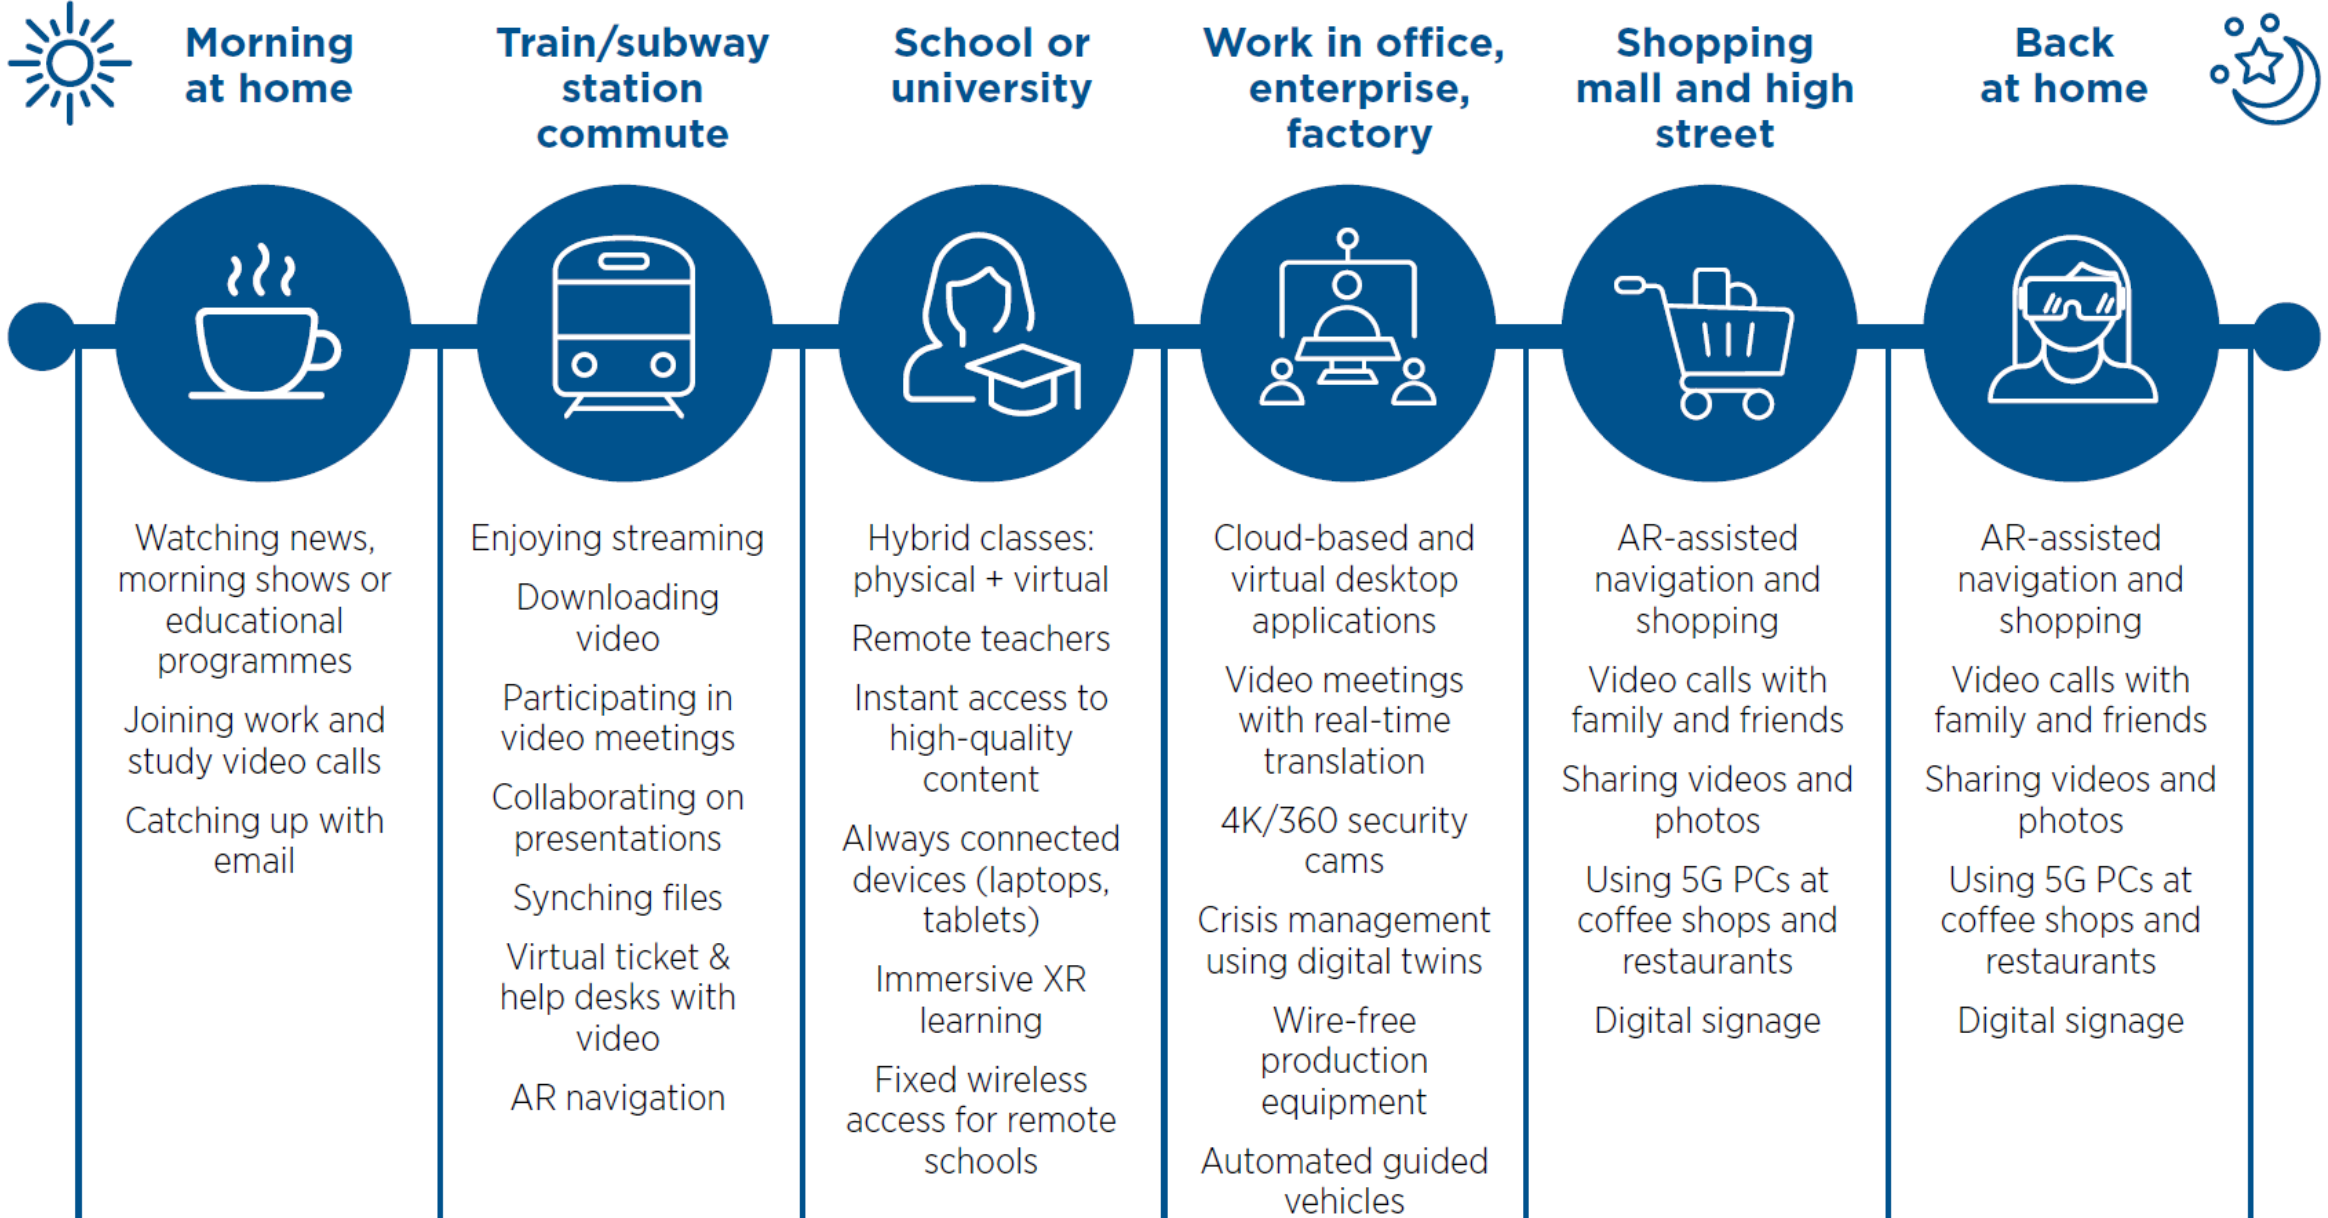 Morning
at home
Train/subway
station
commute
School or
university
Work in office,
enterprise,
factory
Shopping
mall and high
street
Back
at home
Watching news,
morning shows or
educational
programmes
Joining work and
study video calls
Catching up with
email
Enjoying streaming
Downloading
video
Participating in
video meetings
Collaborating on
presentations
Synching files
Virtual ticket &
help desks with
video
AR navigation
Hybrid classes:
physical + virtual
Remote teachers
Instant access to
high-quality
content
Always connected
devices (laptops,
tablets)
Immersive XR
learning
Fixed wireless
access for remote
schools
Cloud-based and
virtual desktop
applications
Video meetings
with real-time
translation
4K/360 security
cams
Crisis management
using digital twins
Wire-free
production
equipment
Automated guided
vehicles
AR-assisted
navigation and
shopping
Video calls with
family and friends
Sharing videos and
photos
Using 5G PCs at
coffee shops and
restaurants
Digital signage
AR-assisted
navigation and
shopping
Video calls with
family and friends
Sharing videos and
photos
Using 5G PCs at
coffee shops and
restaurants
Digital signage